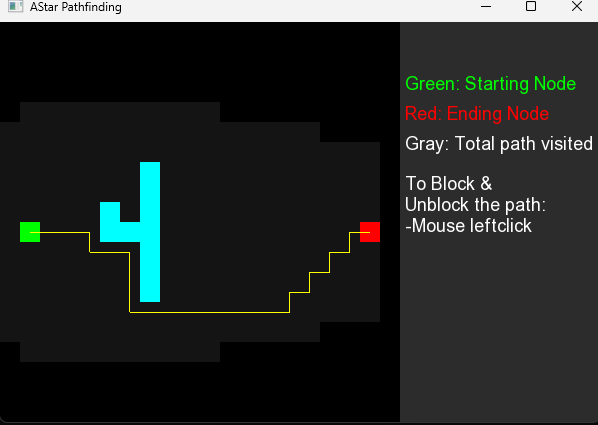 AStar Pathfinding
Green: Starting Node
Red: Ending Node
Gray: Total path visited
To Block &
Unblock the path:
-Mouse leftclick